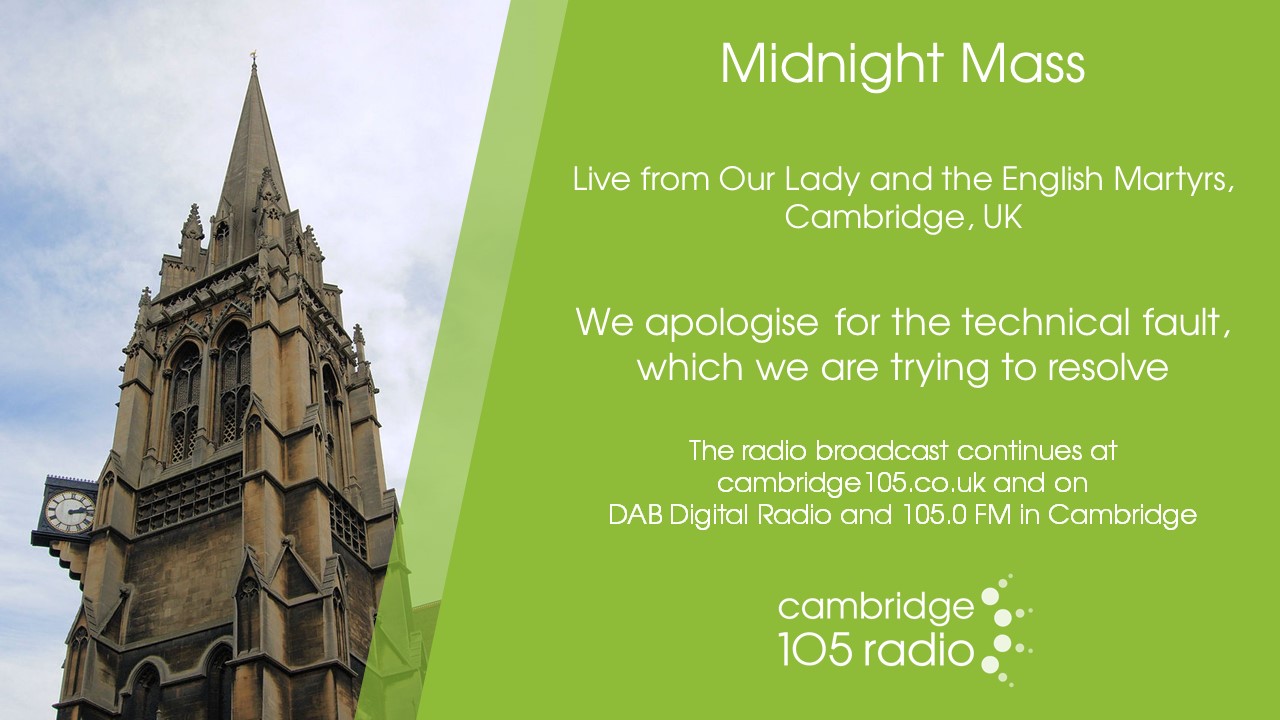 Midnight Mass
Live from Our Lady and the English Martyrs,
Cambridge, UK
We apologise for the technical fault,
which we are trying to resolve
The radio broadcast continues at
cambridge105.co.uk and on
DAB Digital Radio and 105.0 FM in Cambridge
cambridge
105 radio